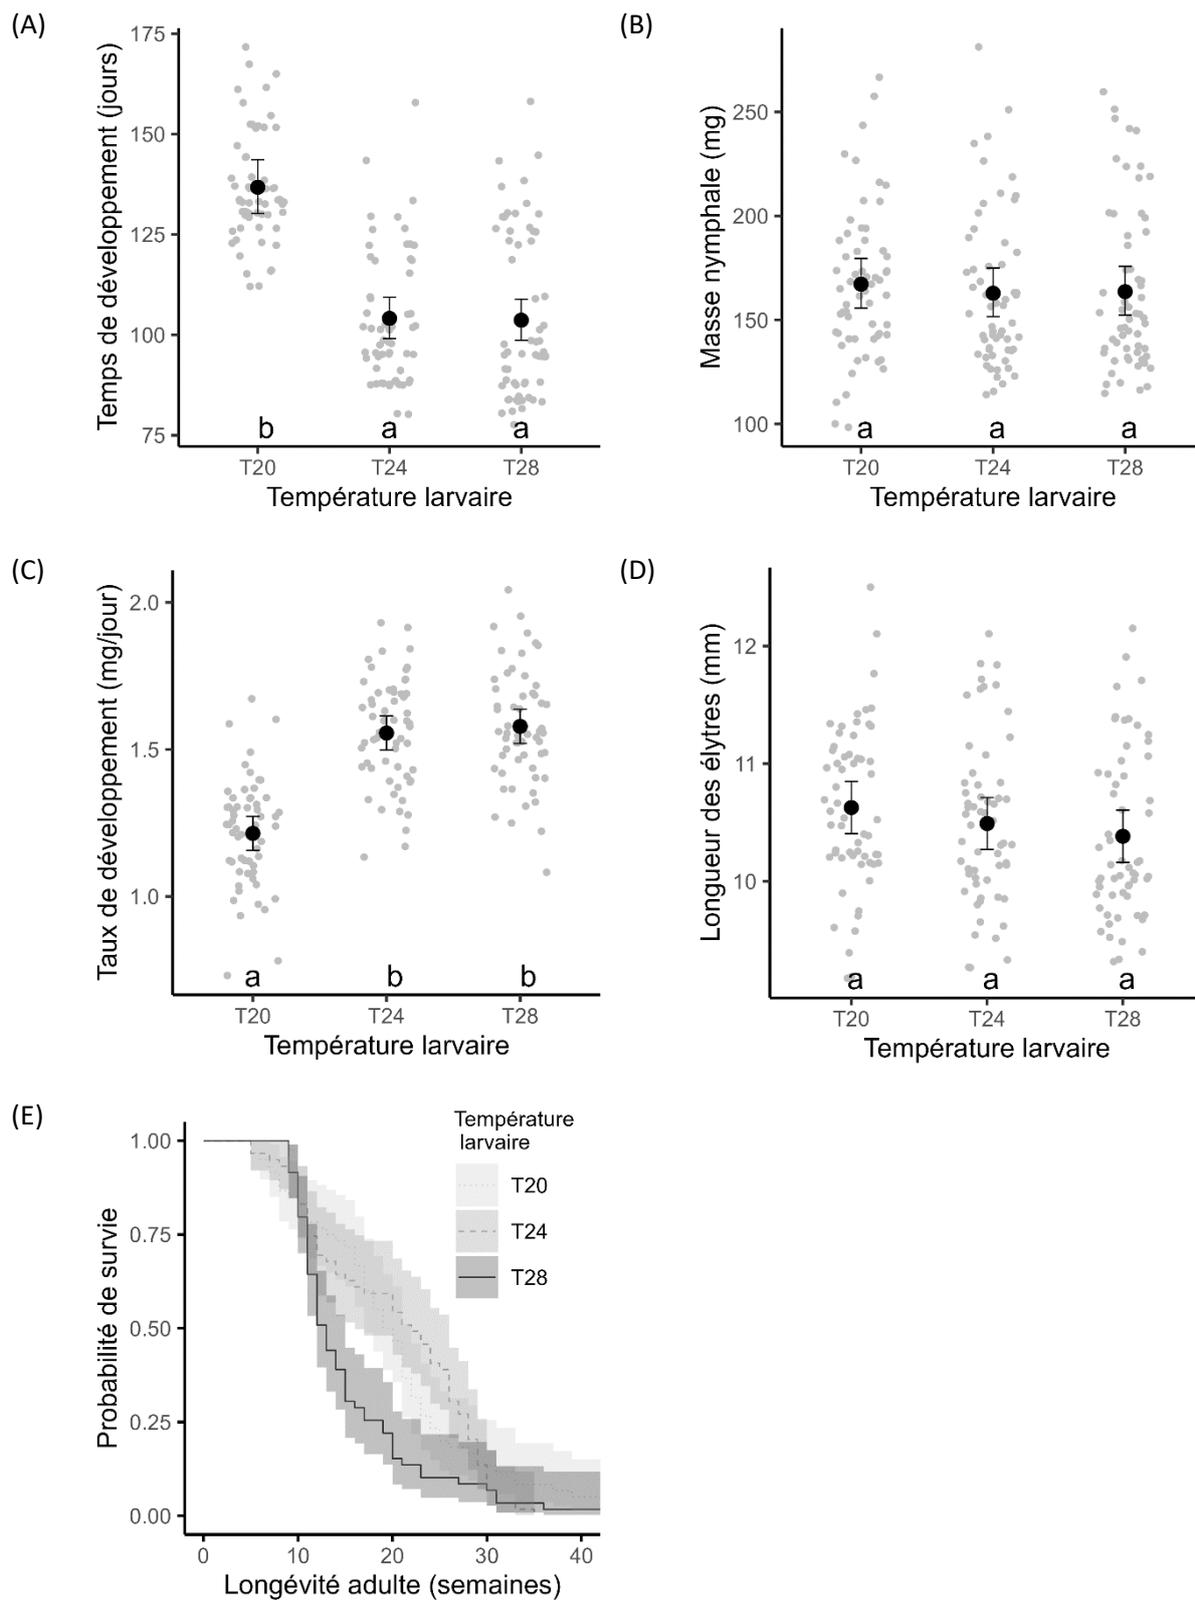 (A)
Temps de développement (jours)
175
150
125
100
75
b
a
a
T20
T24
T28
Température larvaire
(B)
Masse nymphale (mg)
250
200
150
100
a
a
a
T20
T24
T28
Température larvaire
(C)
Taux de développement (mg/jour)
2.0
1.5
1.0
a
b
b
T20
T24
T28
Température larvaire
(D)
Longueur des élytres (mm)
12
11
10
a
a
a
T20
T24
T28
Température larvaire
(E)
Probabilité de survie
1.00
0.75
0.50
0.25
0.00
Température
larvaire
T20
T24
T28
0
10
20
30
40
Longévité adulte (semaines)